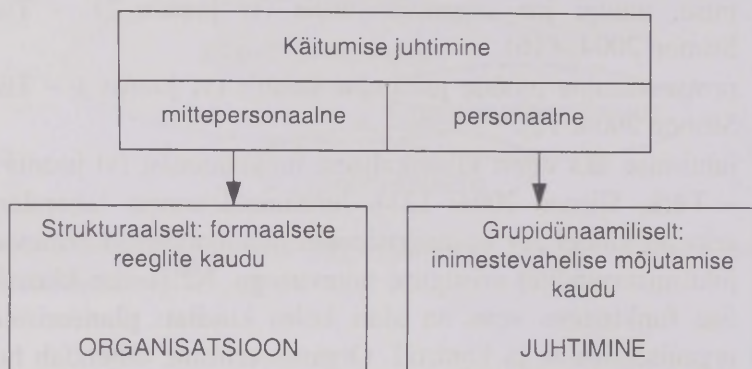 Käitumise juhtimine
mittepersonaalne
personaalne
Strukturaalselt: formaalsete
reeglite kaudu
ORGANISATSIOON
Grupidünaamiliselt:
inimestevahelise mõjutamise
kaudu
JUHTIMINE